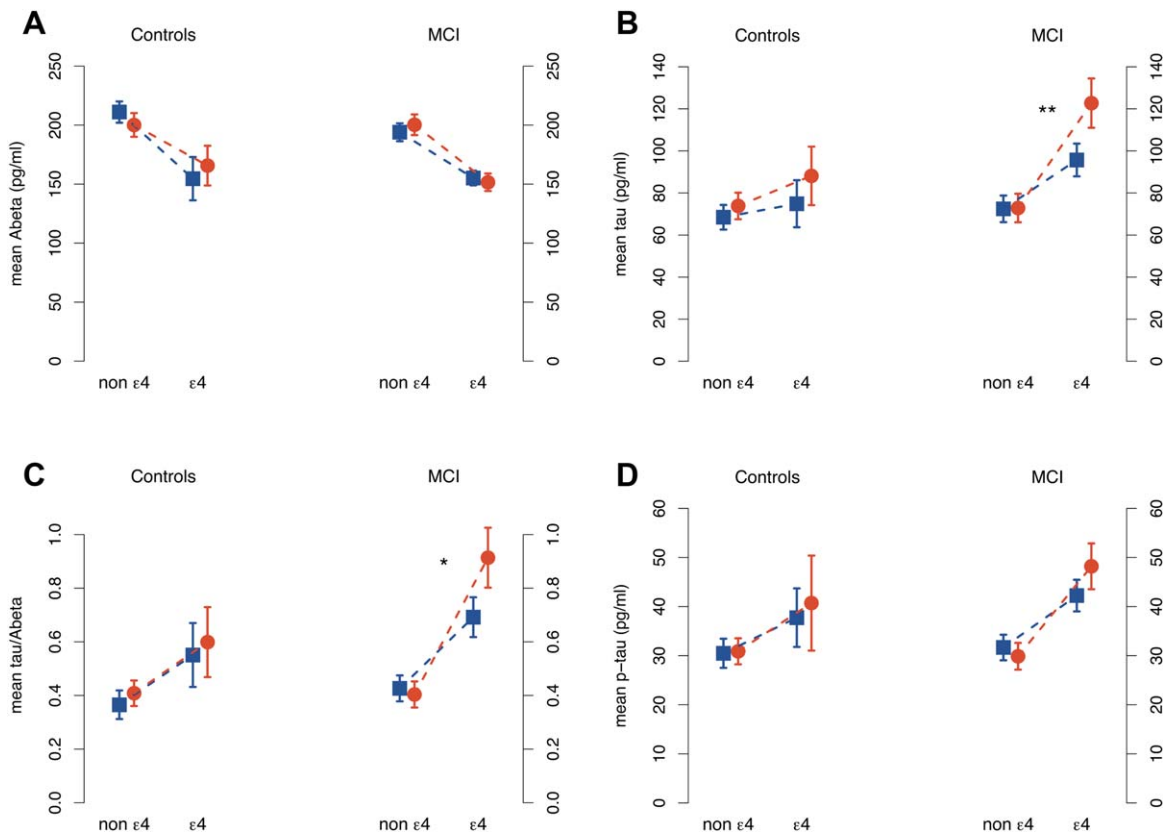 A
Controls
MCI
mean Abeta (pg/ml)
0 50 100 150 200 250
0 50 100 150 200 250
non ε4 ε4
non ε4 ε4
B
Controls
MCI
mean tau (pg/ml)
0 20 40 60 80 100 120 140
0 20 40 60 80 100 120 140
**
non ε4 ε4
non ε4 ε4
C
Controls
MCI
mean tau/Abeta
0.0 0.2 0.4 0.6 0.8 1.0
0.0 0.2 0.4 0.6 0.8 1.0
*
non ε4 ε4
non ε4 ε4
D
Controls
MCI
mean p−tau (pg/ml)
0 10 20 30 40 50 60
0 10 20 30 40 50 60
non ε4 ε4
non ε4 ε4